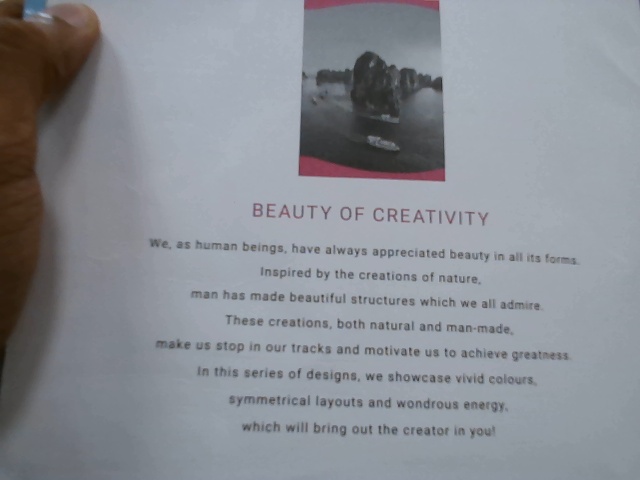 BEAUTY OF CREATIVITY
We, as human beings, have always appreciated beauty in all its forms.
Inspired by the creations of nature,
man has made beautiful structures which we all admire.
These creations, both natural and man-made,
make us stop in our tracks and motivate us to achieve greatness.
In this series of designs, we showcase vivid colours,
symmetrical layouts and wondrous energy,
which will bring out the creator in you!